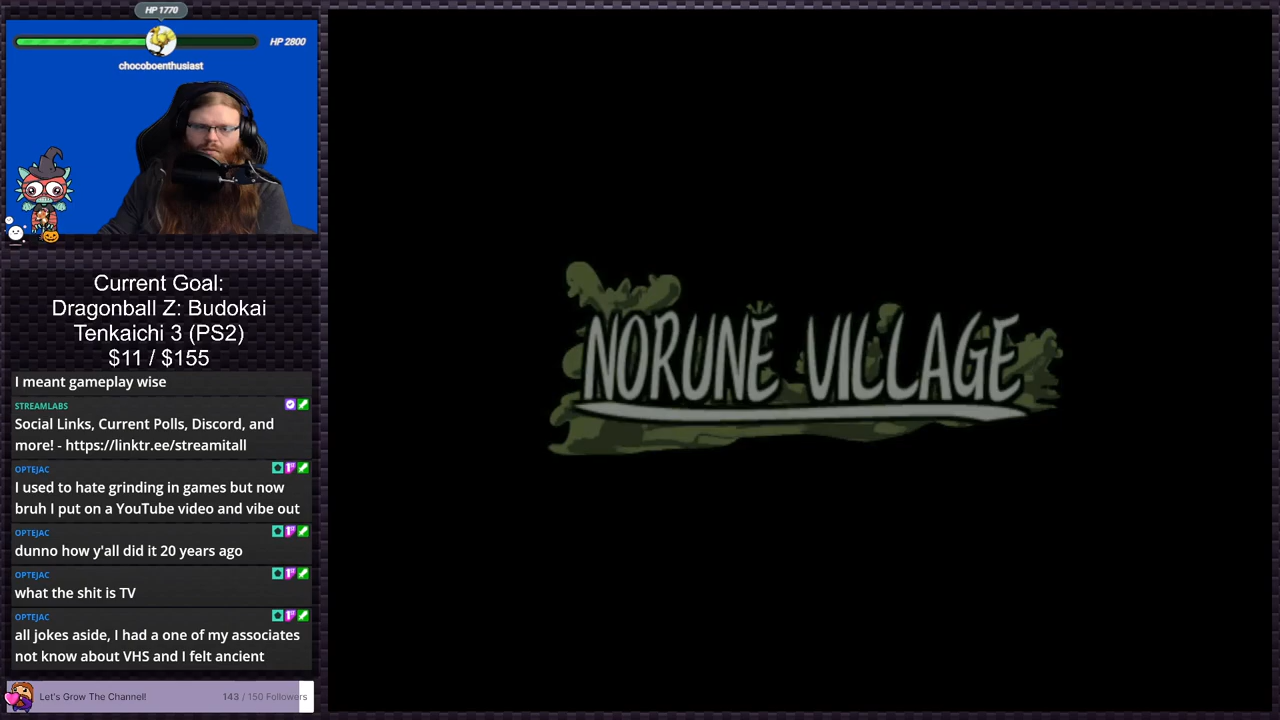 HP 1770
HP 2800
chocoboenthusiast
Current Goal:
Dragonball Z: Budokai
Tenkaichi 3 (PS2)
$11 / $155
I meant gameplay wise
STREAMLABS
Social Links, Current Polls, Discord, and
more! - https://linktr.ee/streamitall
OPTEJAC
I used to hate grinding in games but now
bruh I put on a YouTube video and vibe out
OPTEJAC
dunno how y'all did it 20 years ago
OPTEJAC
what the shit is TV
OPTEJAC
all jokes aside, I had a one of my associates
not know about VHS and I felt ancient
Let's Grow The Channel!
143 / 150 Followers
NORUNE VILLAGE